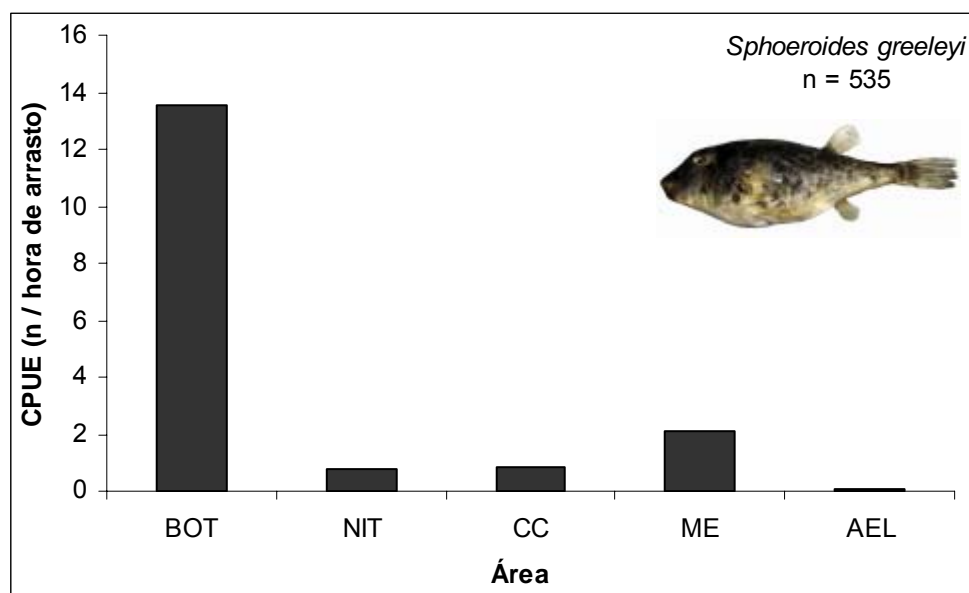 Sphoeroides greeleyi
n = 535
CPUE (n / hora de arrasto)
16
14
12
10
8
6
4
2
0
BOT NIT CC ME AEL
Área